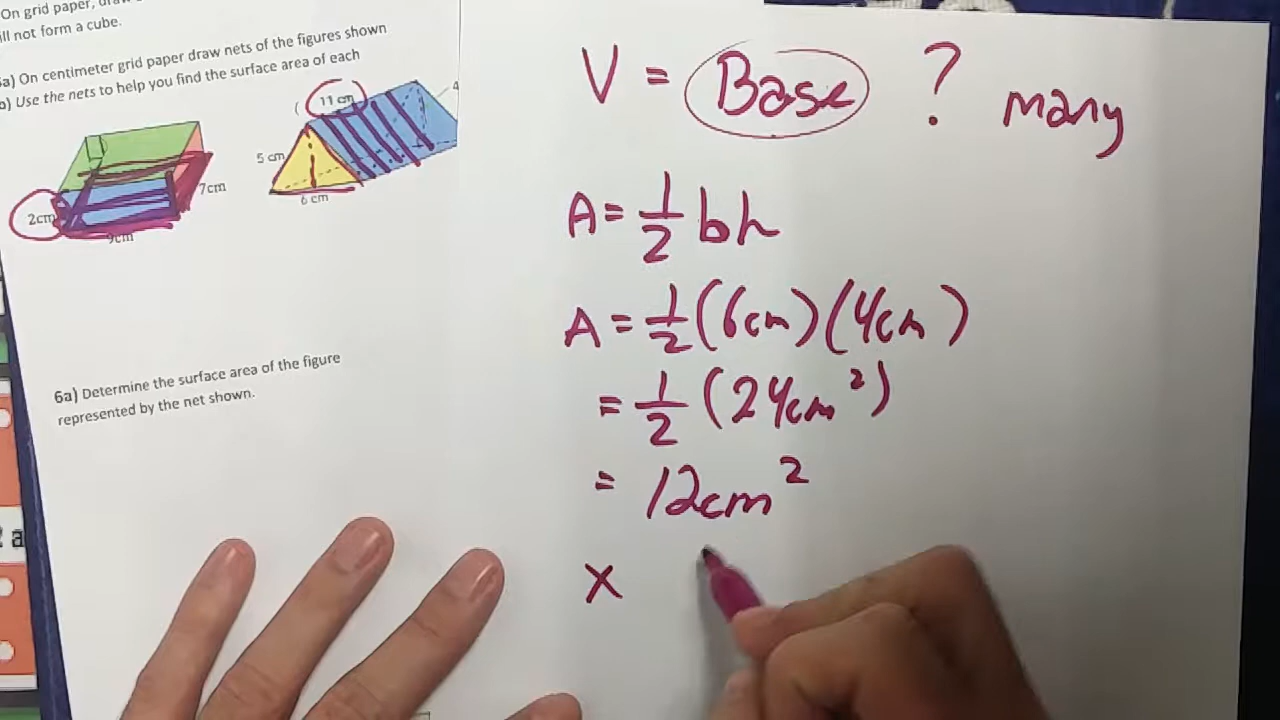 On grid paper,
ill not form a cube.
a) On centimeter grid paper draw nets of the figures shown
) Use the nets to help you find the surface area of each
11 cm
4
5 cm
6 cm
2cm
7cm
9cm
6a) Determine the surface area of the figure
represented by the net shown.
V = Base ? many
A = 1/2 bh
A = 1/2 (6cm)(4cm)
= 1/2 (24cm²)
= 12cm²
x
a